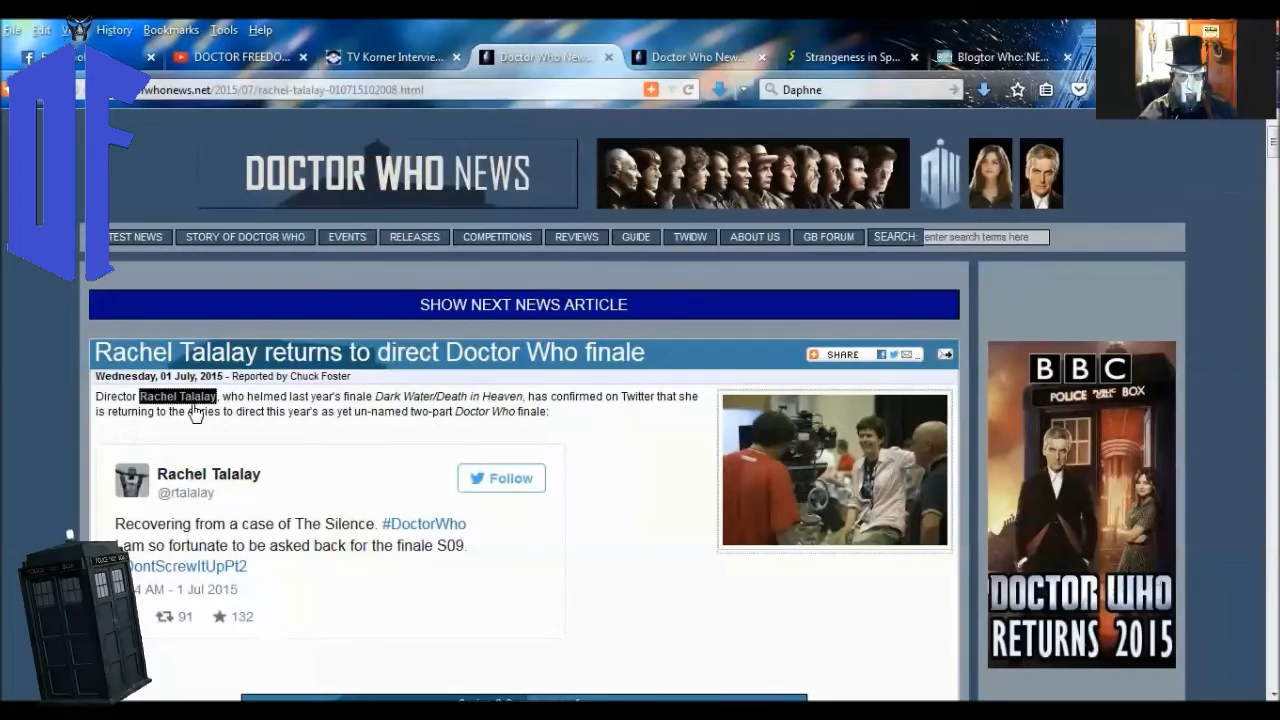 File Edit History Bookmarks Tools Help
DOCTOR FREEDO... TV Korner Intervie... Doctor Who New... Doctor Who New... Strangeness in Sp... Blogtor Who: NE...
whonews.net/2015/07/rachel-talalay-010715102008.html
Daphne
DF
DOCTOR WHO NEWS
DW
TEST NEWS STORY OF DOCTOR WHO EVENTS RELEASES COMPETITIONS REVIEWS GUIDE TWIDW ABOUT US GB FORUM SEARCH: enter search terms here
SHOW NEXT NEWS ARTICLE
Rachel Talalay returns to direct Doctor Who finale
SHARE
Wednesday, 01 July, 2015 - Reported by Chuck Foster
Director Rachel Talalay, who helmed last year's finale Dark Water/Death in Heaven, has confirmed on Twitter that she
is returning to the series to direct this year's as yet un-named two-part Doctor Who finale:
Rachel Talalay
@rtalalay
Follow
Recovering from a case of The Silence. #DoctorWho
I am so fortunate to be asked back for the finale S09.
DontScrewItUpPt2
4 AM - 1 Jul 2015
91 132
BBC
POLICE PUBLIC CALL BOX
DOCTOR WHO
RETURNS 2015